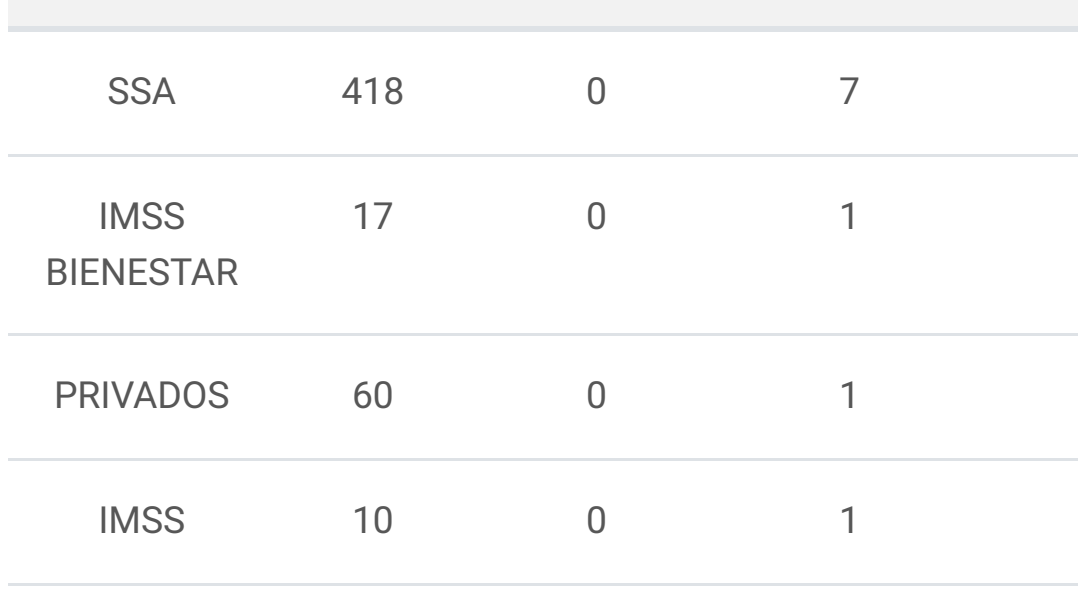 SSA 418 0 7
IMSS 17 0 1
BIENESTAR
PRIVADOS 60 0 1
IMSS 10 0 1